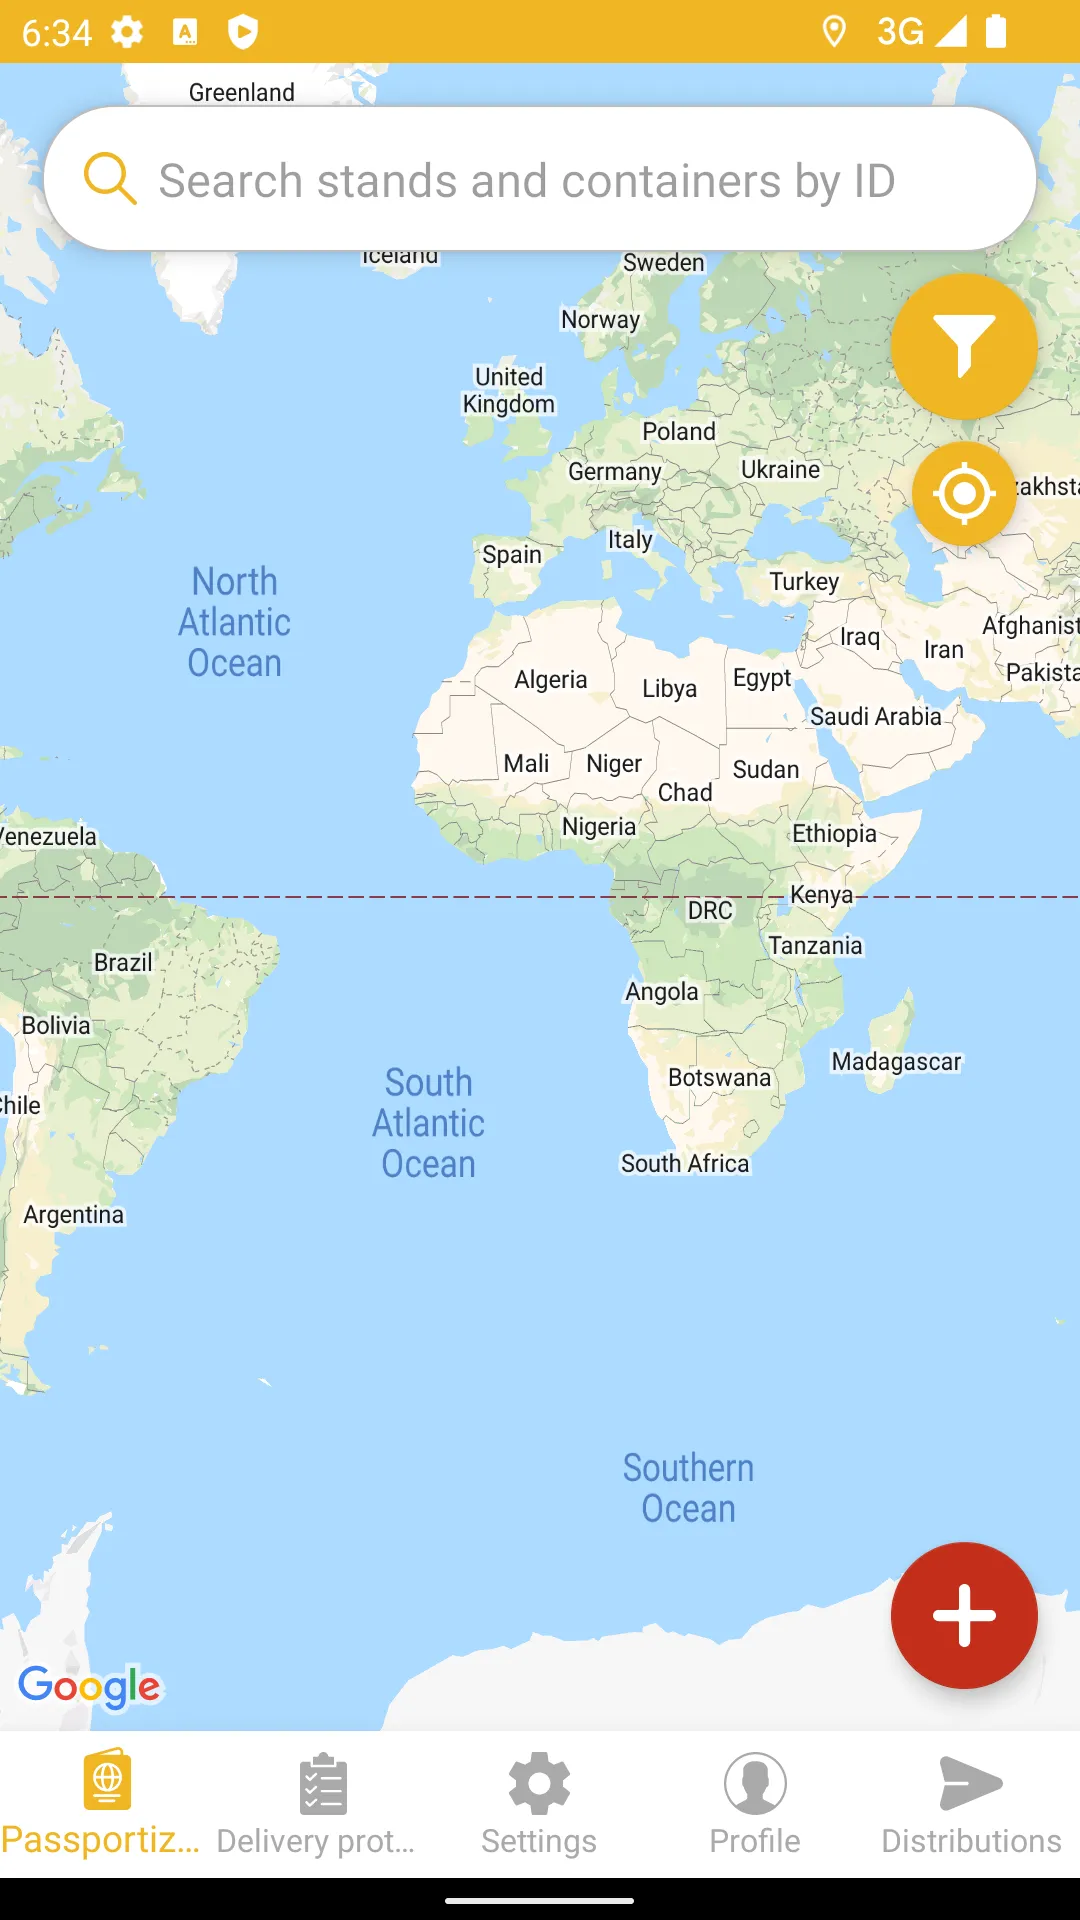 6:34
3G
Greenland
Search stands and containers by ID
Iceland
Sweden
Norway
United
Kingdom
Poland
Germany
Ukraine
zakhsta
Italy
Spain
Turkey
North
Atlantic
Ocean
Afghanist
Iraq
Iran
Pakista
Algeria
Libya
Egypt
Saudi Arabia
Mali
Niger
Sudan
Chad
Nigeria
Ethiopia
Venezuela
Kenya
DRC
Tanzania
Brazil
Angola
Bolivia
Madagascar
Botswana
South
Atlantic
Ocean
Chile
South Africa
Argentina
Southern
Ocean
Google
Passportiz...
Delivery prot...
Settings
Profile
Distributions